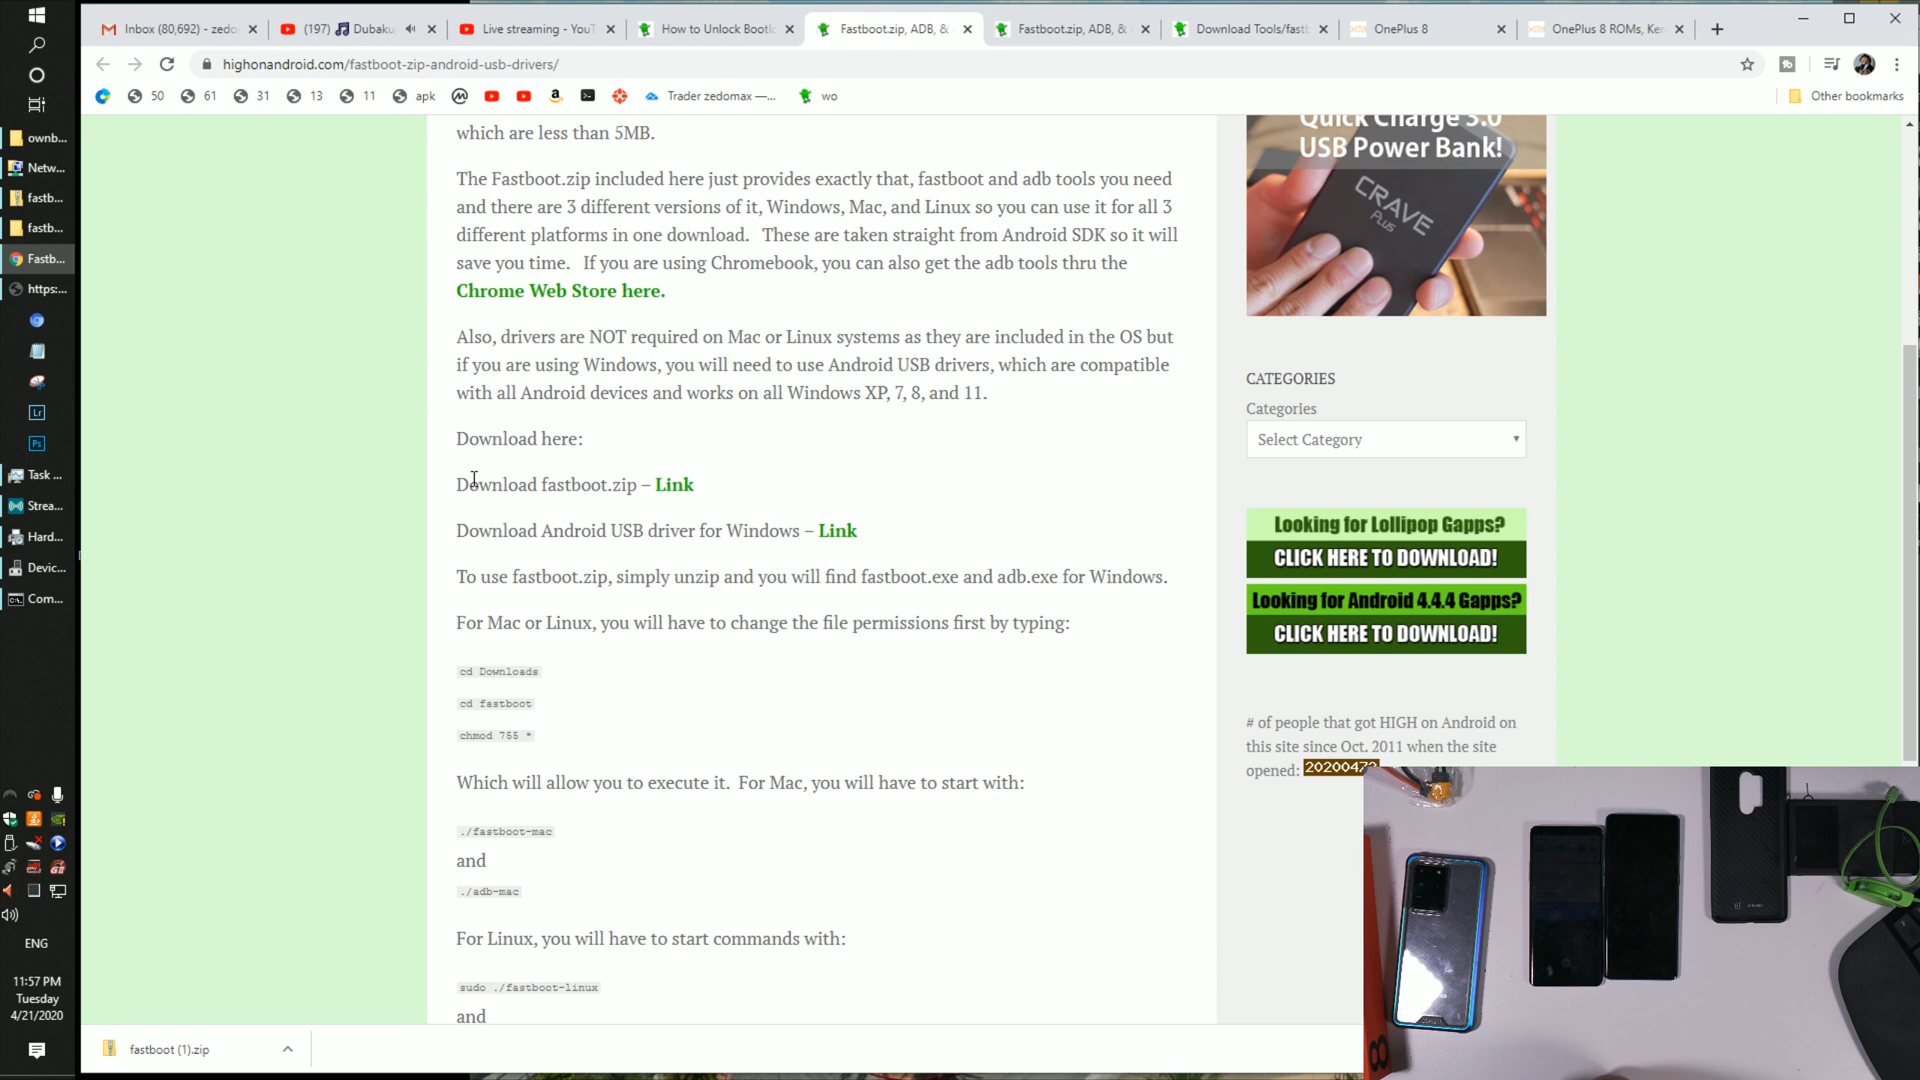 Inbox (80,692) - zedo
(197) 🎵 Dubaku
Live streaming - YouT
How to Unlock Bootlo
Fastboot.zip, ADB, &
Fastboot.zip, ADB, &
Download Tools/fastb
OnePlus 8
OnePlus 8 ROMs, Ker
highonandroid.com/fastboot-zip-android-usb-drivers/
50
61
31
13
11
apk
Trader zedomax —...
wo
Other bookmarks
ownb...
Netw...
fastb...
fastb...
Fastb...
https:...
Lr
Ps
Task ...
Strea...
Hard...
Devic...
Com...
ENG
11:57 PM
Tuesday
4/21/2020
which are less than 5MB.
The Fastboot.zip included here just provides exactly that, fastboot and adb tools you need
and there are 3 different versions of it, Windows, Mac, and Linux so you can use it for all 3
different platforms in one download. These are taken straight from Android SDK so it will
save you time. If you are using Chromebook, you can also get the adb tools thru the
Chrome Web Store here.
Also, drivers are NOT required on Mac or Linux systems as they are included in the OS but
if you are using Windows, you will need to use Android USB drivers, which are compatible
with all Android devices and works on all Windows XP, 7, 8, and 11.
Download here:
Download fastboot.zip – Link
Download Android USB driver for Windows – Link
To use fastboot.zip, simply unzip and you will find fastboot.exe and adb.exe for Windows.
For Mac or Linux, you will have to change the file permissions first by typing:
cd Downloads
cd fastboot
chmod 755 *
Which will allow you to execute it. For Mac, you will have to start with:
./fastboot-mac
and
./adb-mac
For Linux, you will have to start commands with:
sudo ./fastboot-linux
and
Quick Charge 3.0
USB Power Bank!
CRAVE
PLUS
CATEGORIES
Categories
Select Category
Looking for Lollipop Gapps?
CLICK HERE TO DOWNLOAD!
Looking for Android 4.4.4 Gapps?
CLICK HERE TO DOWNLOAD!
# of people that got HIGH on Android on
this site since Oct. 2011 when the site
opened: 20200473
8
fastboot (1).zip